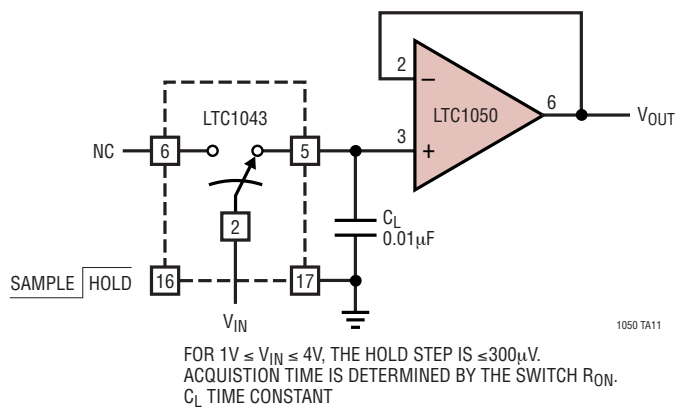 2
LTC1043
LTC1050
6
VOUT
3
NC
6
5
−
+
2
CL
0.01µF
SAMPLE HOLD
16
17
VIN
1050 TA11
FOR 1V ≤ VIN ≤ 4V, THE HOLD STEP IS ≤300µV.
ACQUISTION TIME IS DETERMINED BY THE SWITCH RON.
CL TIME CONSTANT